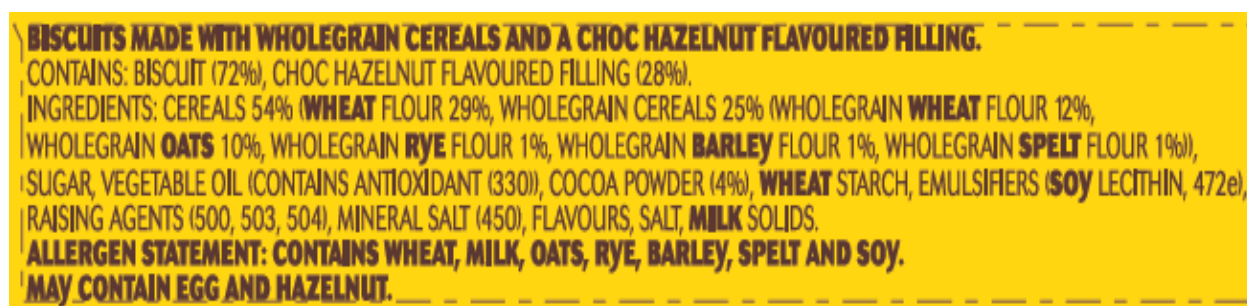 BISCUITS MADE WITH WHOLEGRAIN CEREALS AND A CHOC HAZELNUT FLAVOURED FILLING.
CONTAINS: BISCUIT (72%), CHOC HAZELNUT FLAVOURED FILLING (28%).
INGREDIENTS: CEREALS 54% (WHEAT FLOUR 29%, WHOLEGRAIN CEREALS 25% (WHOLEGRAIN WHEAT FLOUR 12%,
WHOLEGRAIN OATS 10%, WHOLEGRAIN RYE FLOUR 1%, WHOLEGRAIN BARLEY FLOUR 1%, WHOLEGRAIN SPELT FLOUR 1%)),
SUGAR, VEGETABLE OIL (CONTAINS ANTIOXIDANT (330)), COCOA POWDER (4%), WHEAT STARCH, EMULSIFIERS (SOY LECITHIN, 472e),
RAISING AGENTS (500, 503, 504), MINERAL SALT (450), FLAVOURS, SALT, MILK SOLIDS.
ALLERGEN STATEMENT: CONTAINS WHEAT, MILK, OATS, RYE, BARLEY, SPELT AND SOY.
MAY CONTAIN EGG AND HAZELNUT.